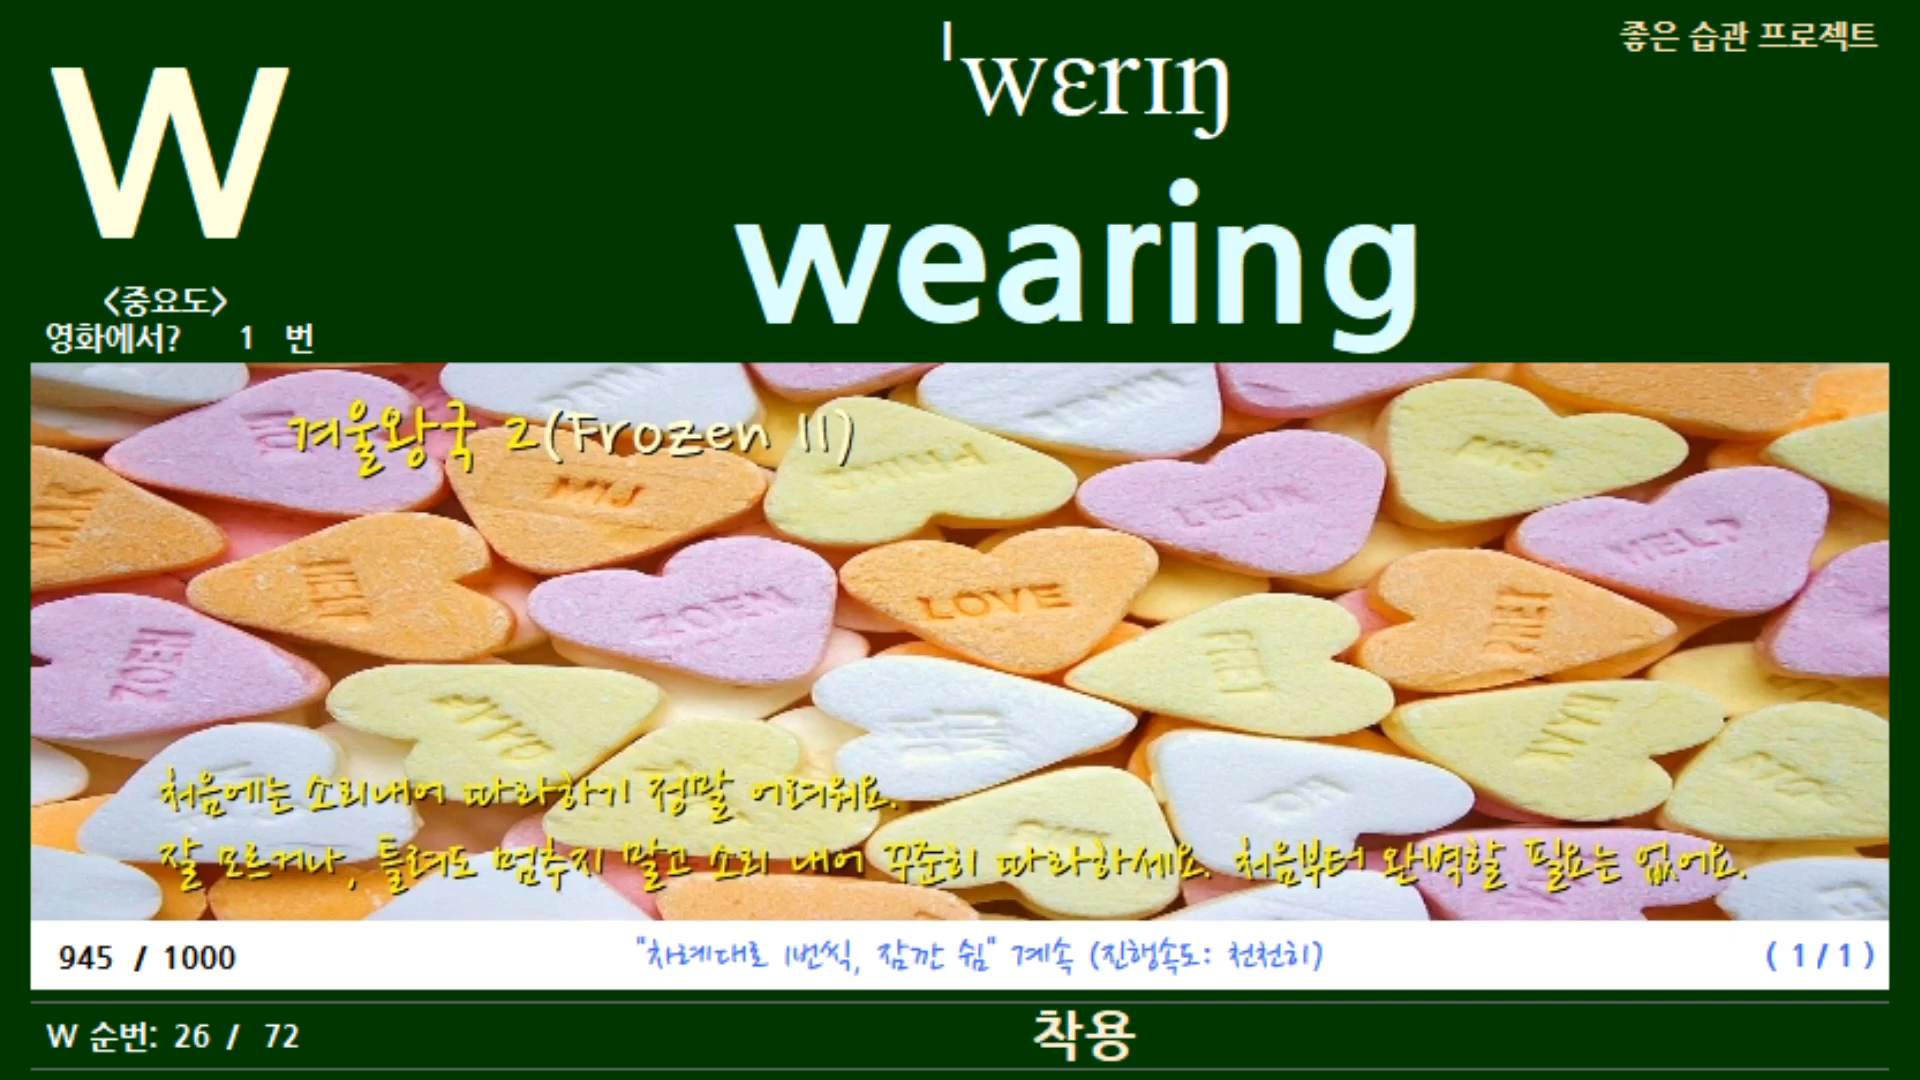 좋은 습관 프로젝트
W
ˈwɛrɪŋ
wearing
<중요도>
영화에서? 1 번
겨울왕국 2(Frozen II)
MIJ
LEUK
HELP
ZOEN
LOVE
처음에는 소리내어 따라하기 정말 어려워요.
잘 모르거나, 틀려도 멈추지 말고 소리 내어 꾸준히 따라하세요. 처음부터 완벽할 필요는 없어요.
945 / 1000
"차례대로 1번씩, 잠깐 쉼" 계속 (진행속도: 천천히)
( 1 / 1 )
W 순번: 26 / 72
착용